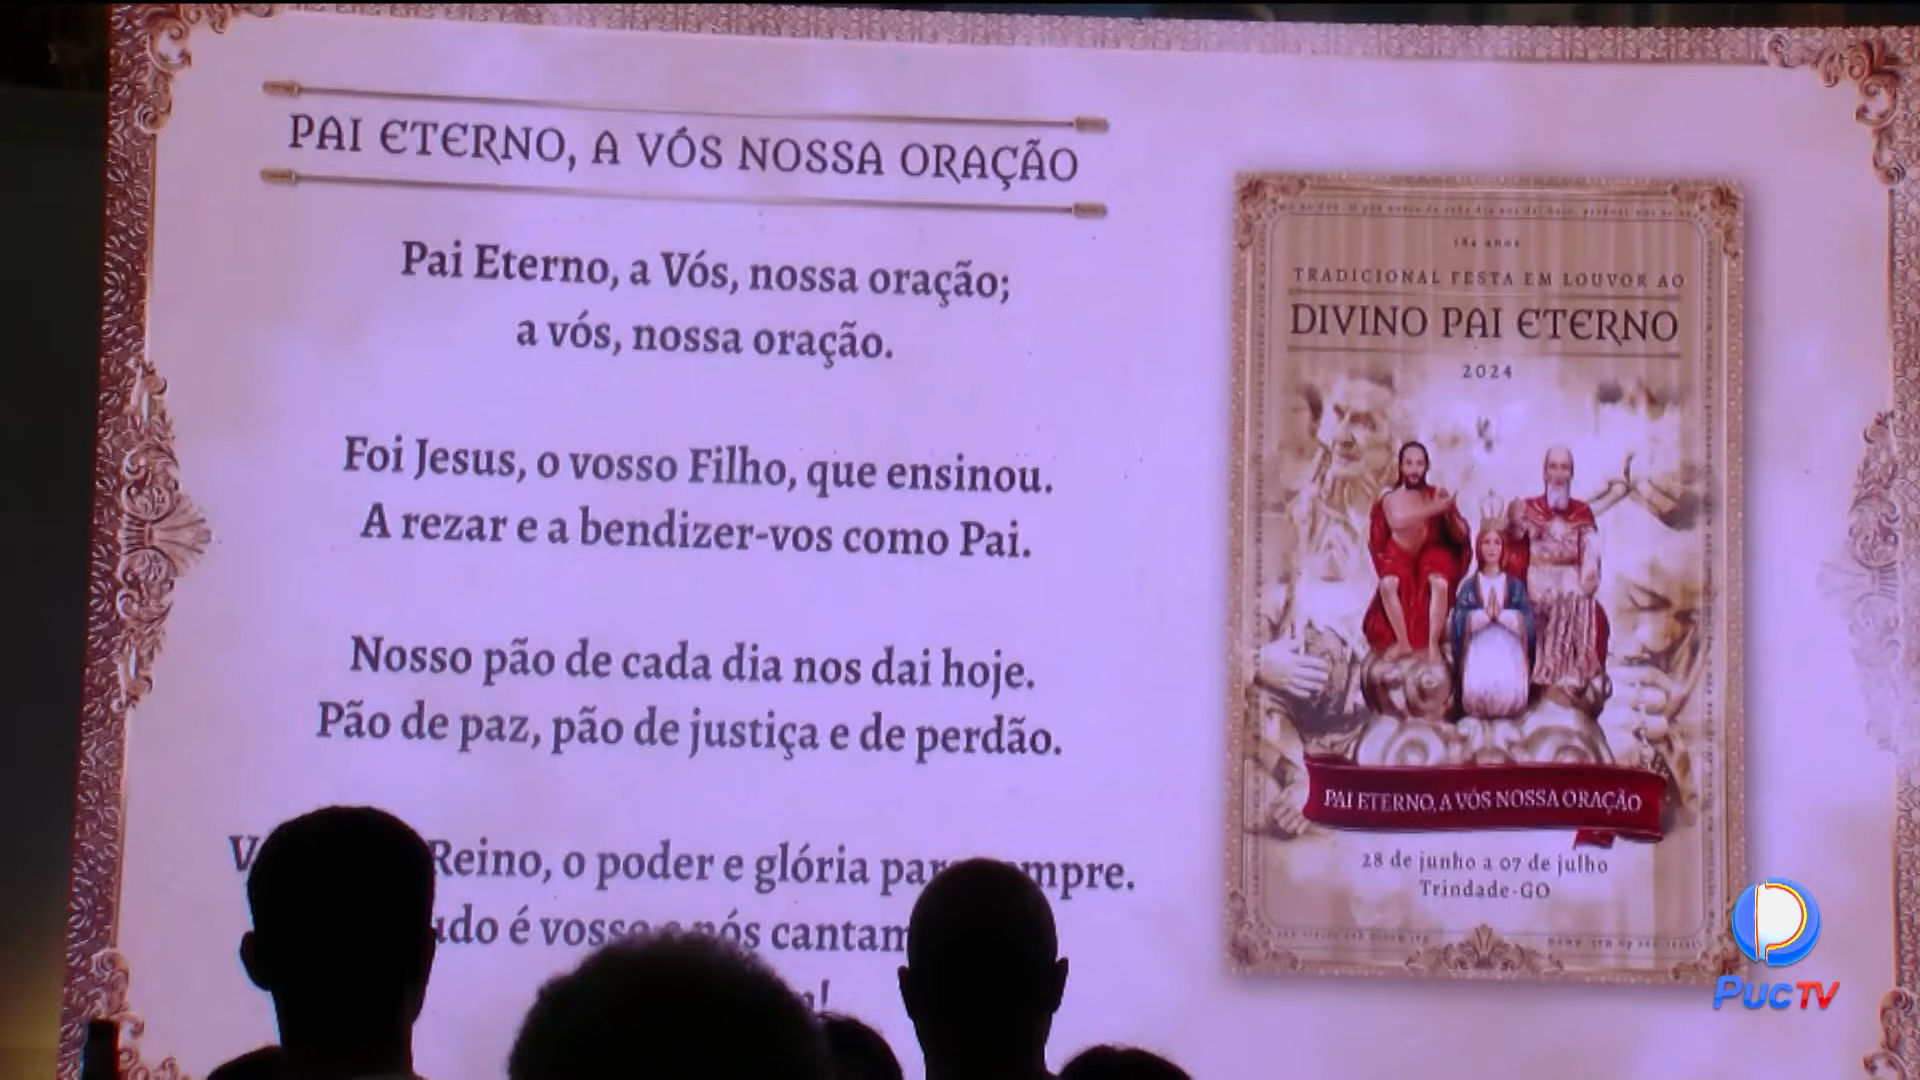 PAI ETERNO, A VÓS NOSSA ORAÇÃO
Pai Eterno, a Vós, nossa oração;
a vós, nossa oração.
Foi Jesus, o vosso Filho, que ensinou.
A rezar e a bendizer-vos como Pai.
Nosso pão de cada dia nos dai hoje.
Pão de paz, pão de justiça e de perdão.
Reino, o poder e glória
é nós
184 anos
TRADICIONAL FESTA EM LOUVOR AO
DIVINO PAI ETERNO
2024
PAI ETERNO, A VÓS NOSSA ORAÇÃO
28 de junho a 07 de julho
Trindade-GO
PUCTV